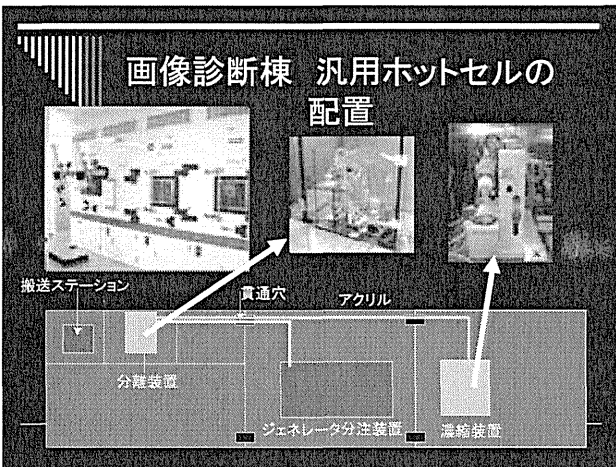 画像診断棟 汎用ホットセルの
配置
搬送ステーション
貫通穴
アクリル
分離装置
ジェネレータ分注装置
濃縮装置